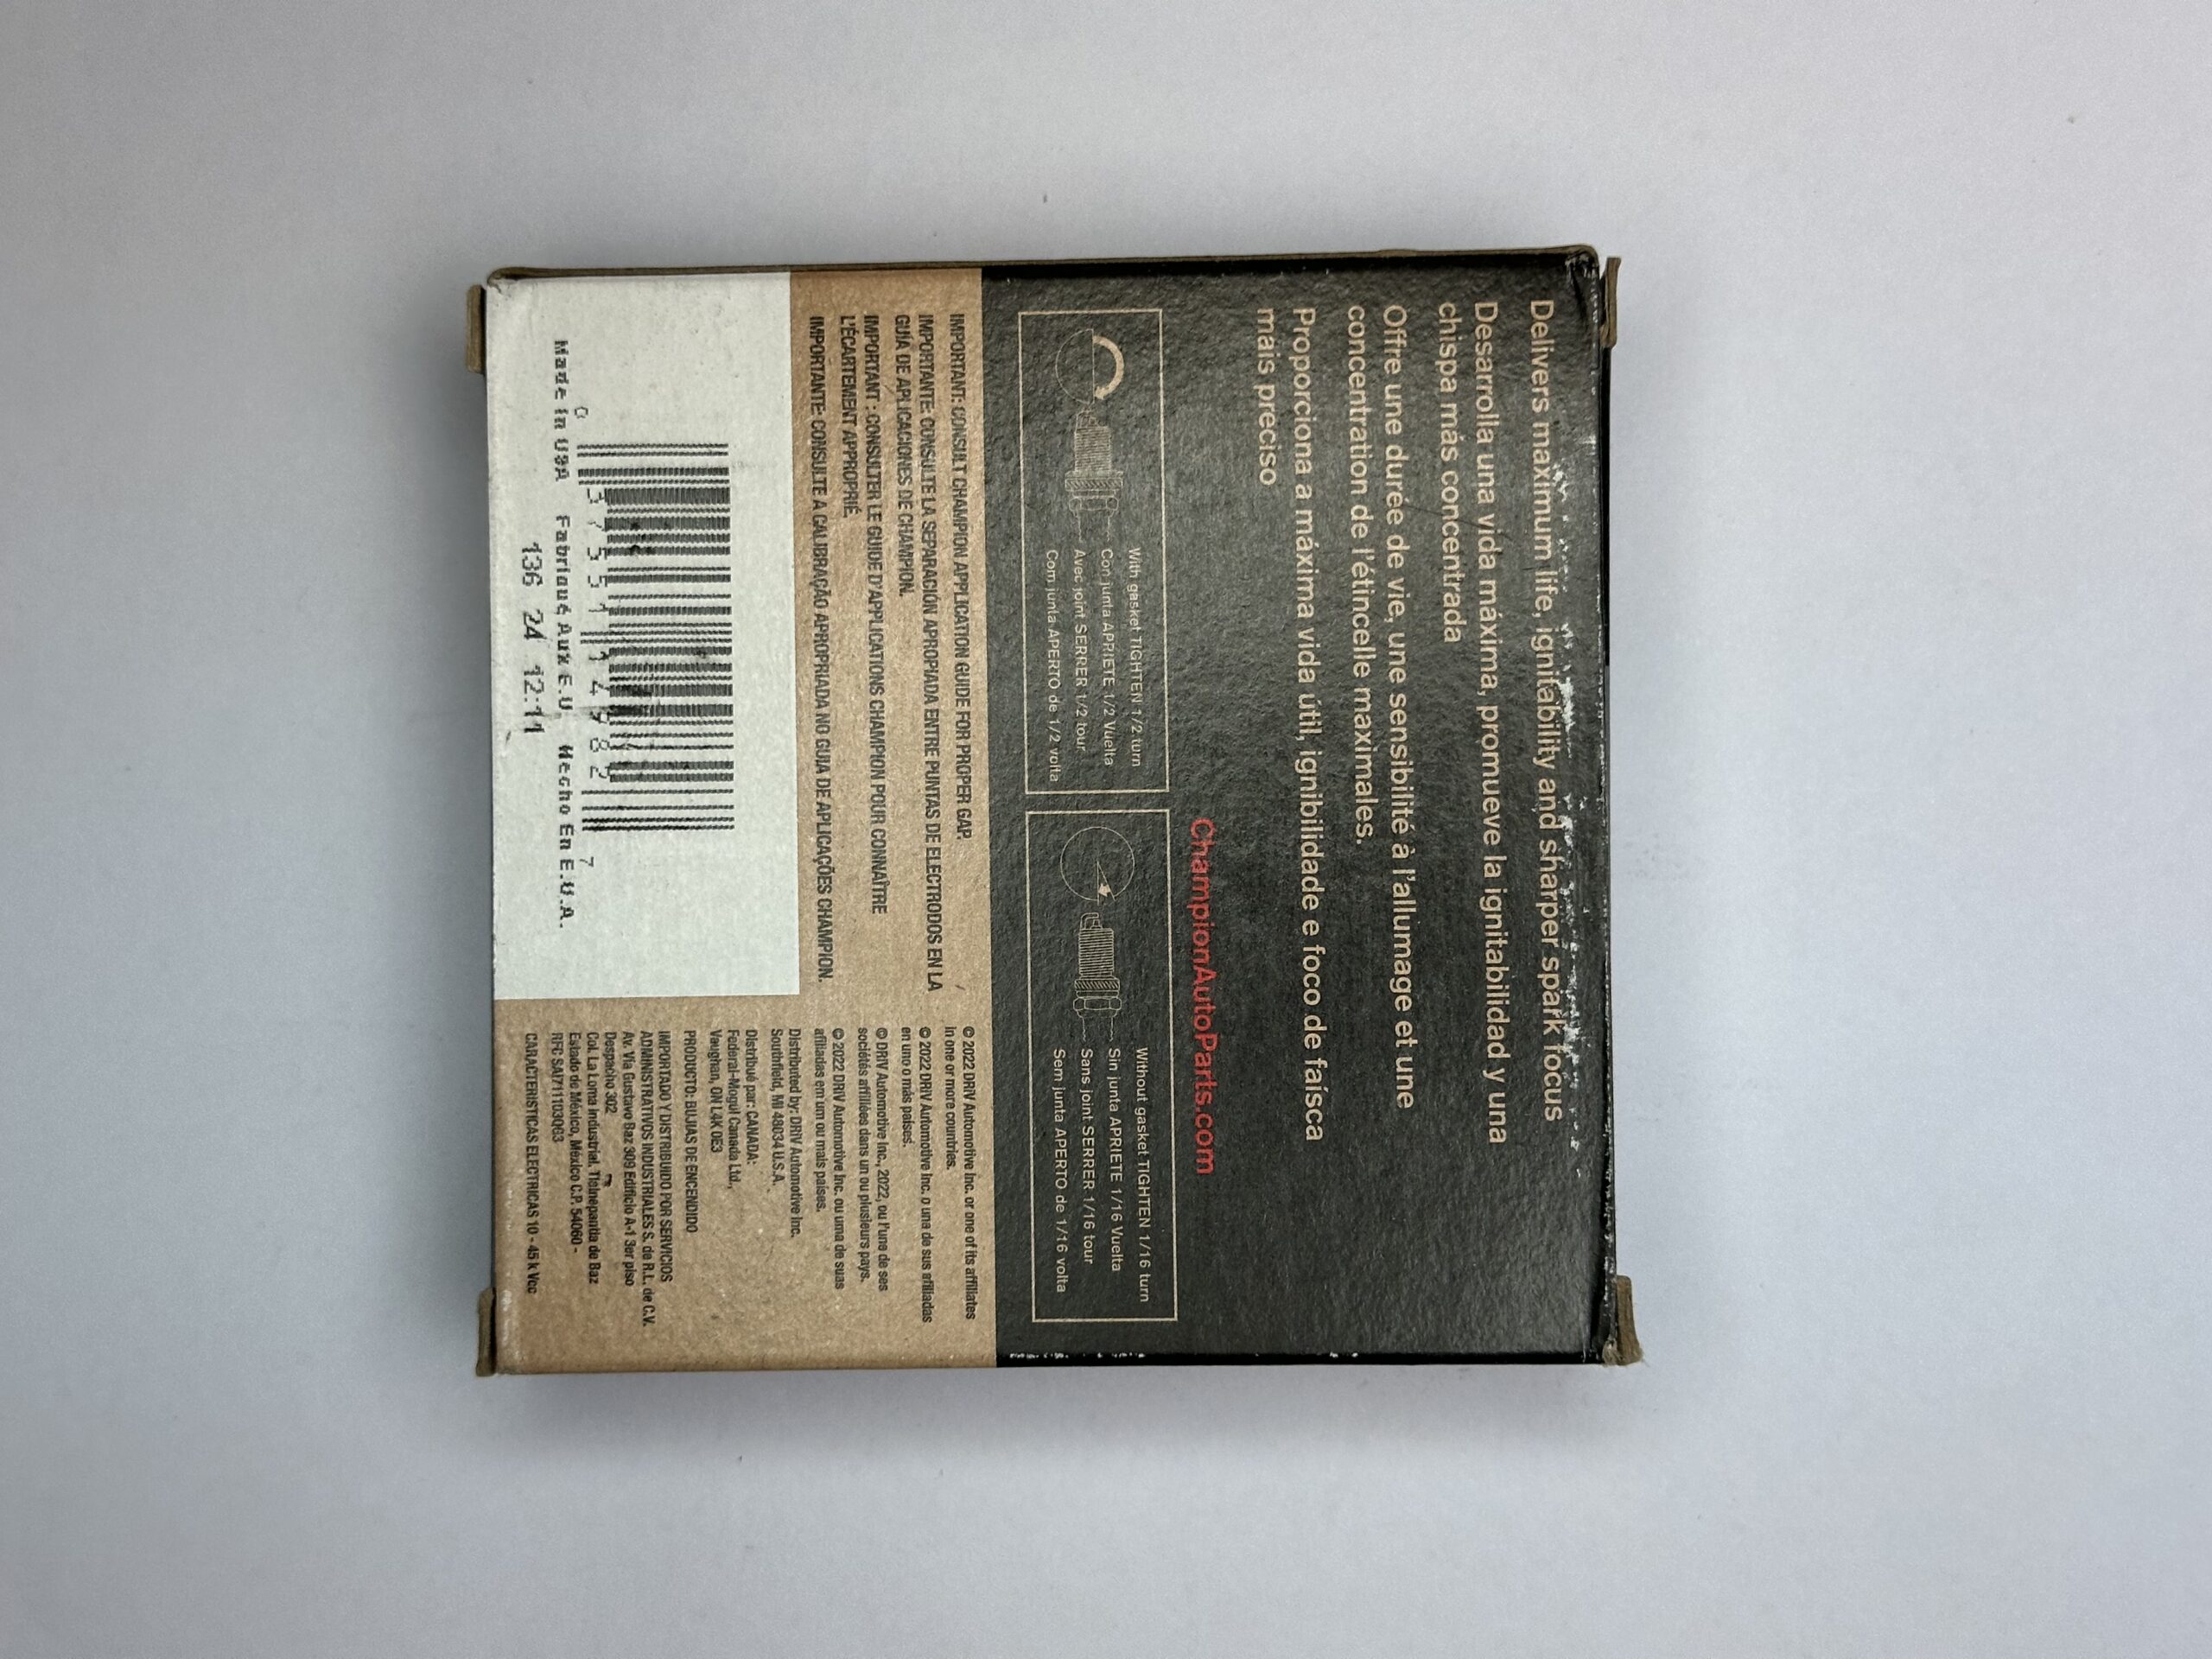 Delivers maximum life, ignitability and sharper spark focus
Desarrolla una vida máxima, promueve la ignitabilidad y una
chispa más concentrada
Offre une durée de vie, une sensibilité à l'allumage et une
concentration de l'étincelle maximales.
Proporciona a máxima vida útil, ignibilidade e foco de faísca
mais preciso
ChampionAutoParts.com
With gasket TIGHTEN 1/2 turn
Con junta APRIETE 1/2 Vuelta
Avec joint SERRER 1/2 tour
Com junta APERTO de 1/2 volta
Without gasket TIGHTEN 1/16 turn
Sin junta APRIETE 1/16 Vuelta
Sans joint SERRER 1/16 tour
Sem junta APERTO de 1/16 volta
IMPORTANT: CONSULT CHAMPION APPLICATION GUIDE FOR PROPER GAP.
IMPORTANTE: CONSULTE LA SEPARACIÓN APROPIADA ENTRE PUNTAS DE ELECTRODOS EN LA
GUÍA DE APLICACIONES DE CHAMPION.
IMPORTANT : CONSULTER LE GUIDE D'APPLICATIONS CHAMPION POUR CONNAÎTRE
L'ÉCARTEMENT APPROPRIÉ.
IMPORTANTE: CONSULTE A CALIBRAÇÃO APROPRIADA NO GUIA DE APLICAÇÕES CHAMPION.
0 37551 14982 7
Made in USA Fabriqué Aux E.U. Hecho En E.U.A.
136 24 12:11
© 2022 DRiV Automotive Inc. or one of its affiliates
in one or more countries.
© 2022 DRiV Automotive Inc. o una de sus afiliadas
en uno o más países.
© DRiV Automotive Inc., 2022, ou l'une de ses
sociétés affiliées dans un ou plusieurs pays.
© 2022 DRiV Automotive Inc. ou uma de suas
afiliadas em um ou mais países.
Distributed by: DRiV Automotive Inc.
Southfield, MI 48034 U.S.A.
Distribué par: CANADA:
Federal-Mogul Canada Ltd.,
Vaughan, ON L4K 0E3
PRODUCTO: BUJIAS DE ENCENDIDO
IMPORTADO Y DISTRIBUIDO POR SERVICIOS
ADMINISTRATIVOS INDUSTRIALES S. de R.L. de C.V.
Av. Vía Gustavo Baz 309 Edificio A-1 3er piso
Despacho 302
Col. La Loma Industrial. Tlalnepantla de Baz
Estado de México, México C.P. 54060 -
RFC SAI711103Q63
CARACTERISTICAS ELECTRICAS 10 - 45 k Vcc